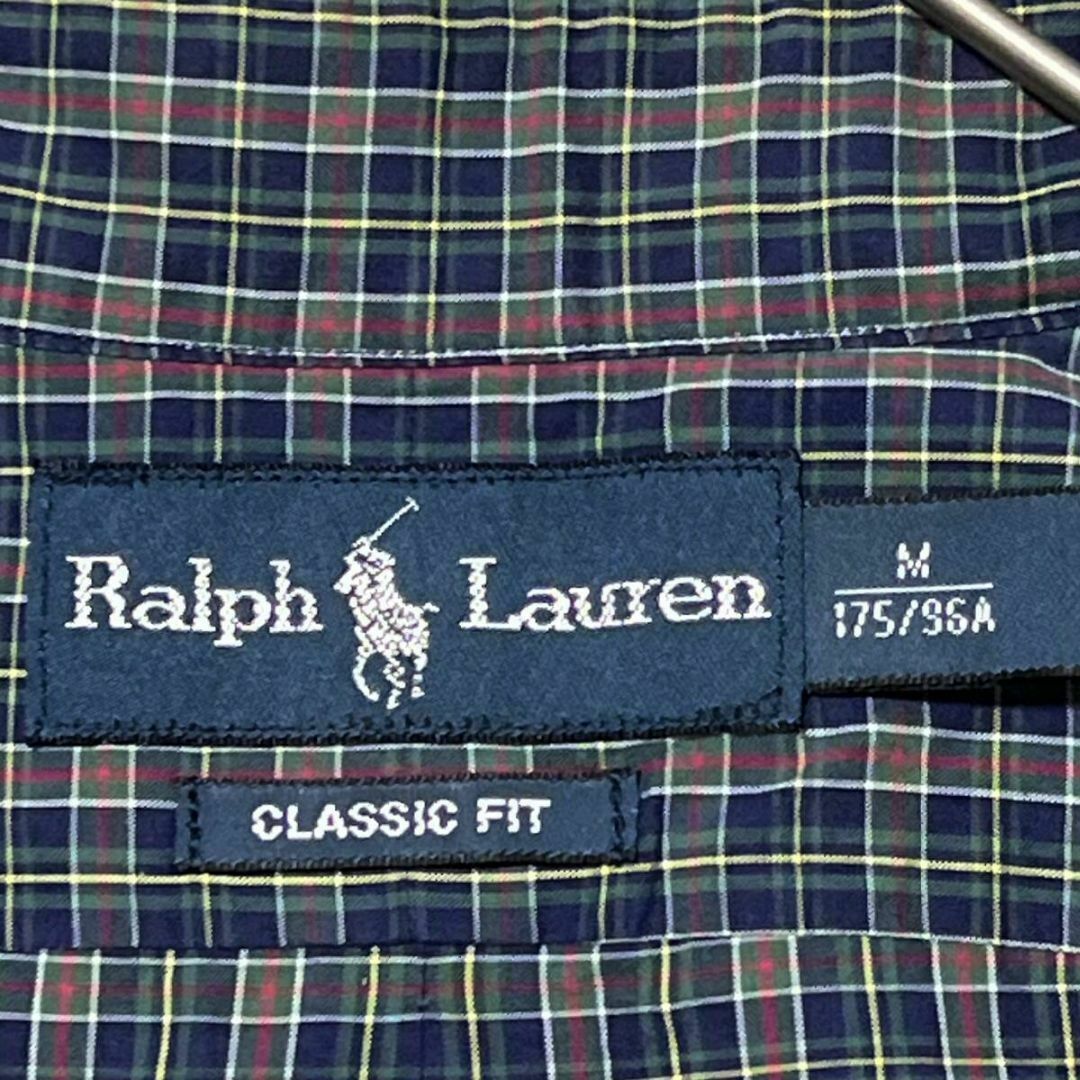 Ralph Lauren
M
175/96A
CLASSIC FIT